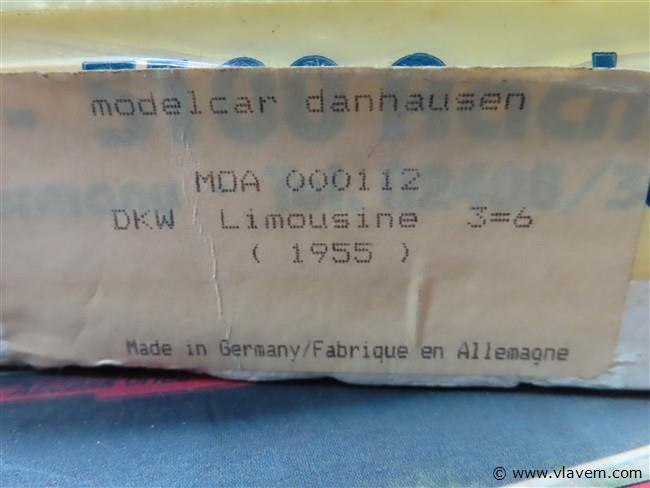 modelcar danhausen
MDA 000112
DKW Limousine 3=6
( 1955 )
Made in Germany/Fabrique en Allemagne
© www.vlavem.com